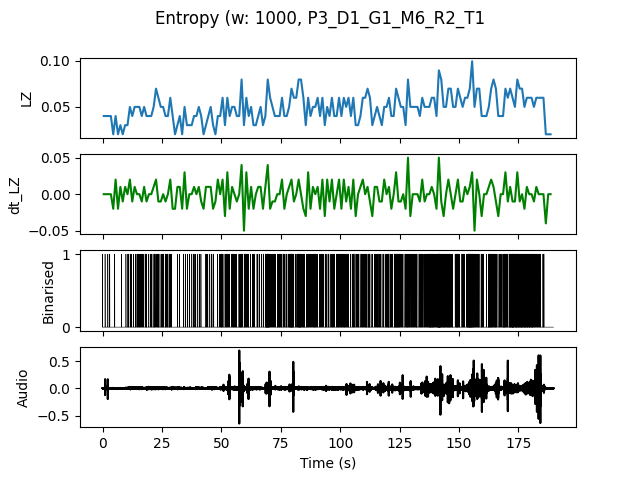 Entropy (w: 1000, P3_D1_G1_M6_R2_T1
0.10
0.05
LZ
0.05
0.00
−0.05
dt_LZ
1
0
Binarised
0.5
0.0
−0.5
Audio
0 25 50 75 100 125 150 175
Time (s)